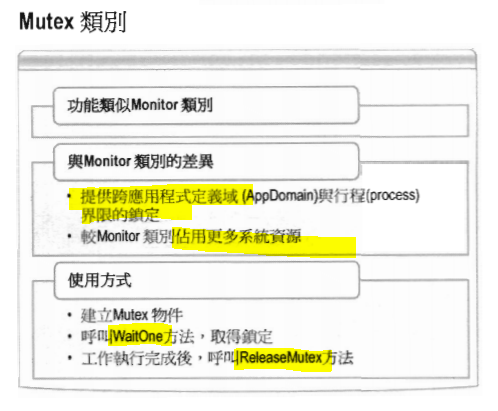 Mutex 類別
功能類似Monitor 類別
與Monitor 類別的差異
• 提供跨應用程式定義域 (AppDomain)與行程(process)
界限的鎖定
• 較Monitor 類別佔用更多系統資源
使用方式
• 建立Mutex 物件
• 呼叫WaitOne方法，取得鎖定
• 工作執行完成後，呼叫ReleaseMutex方法